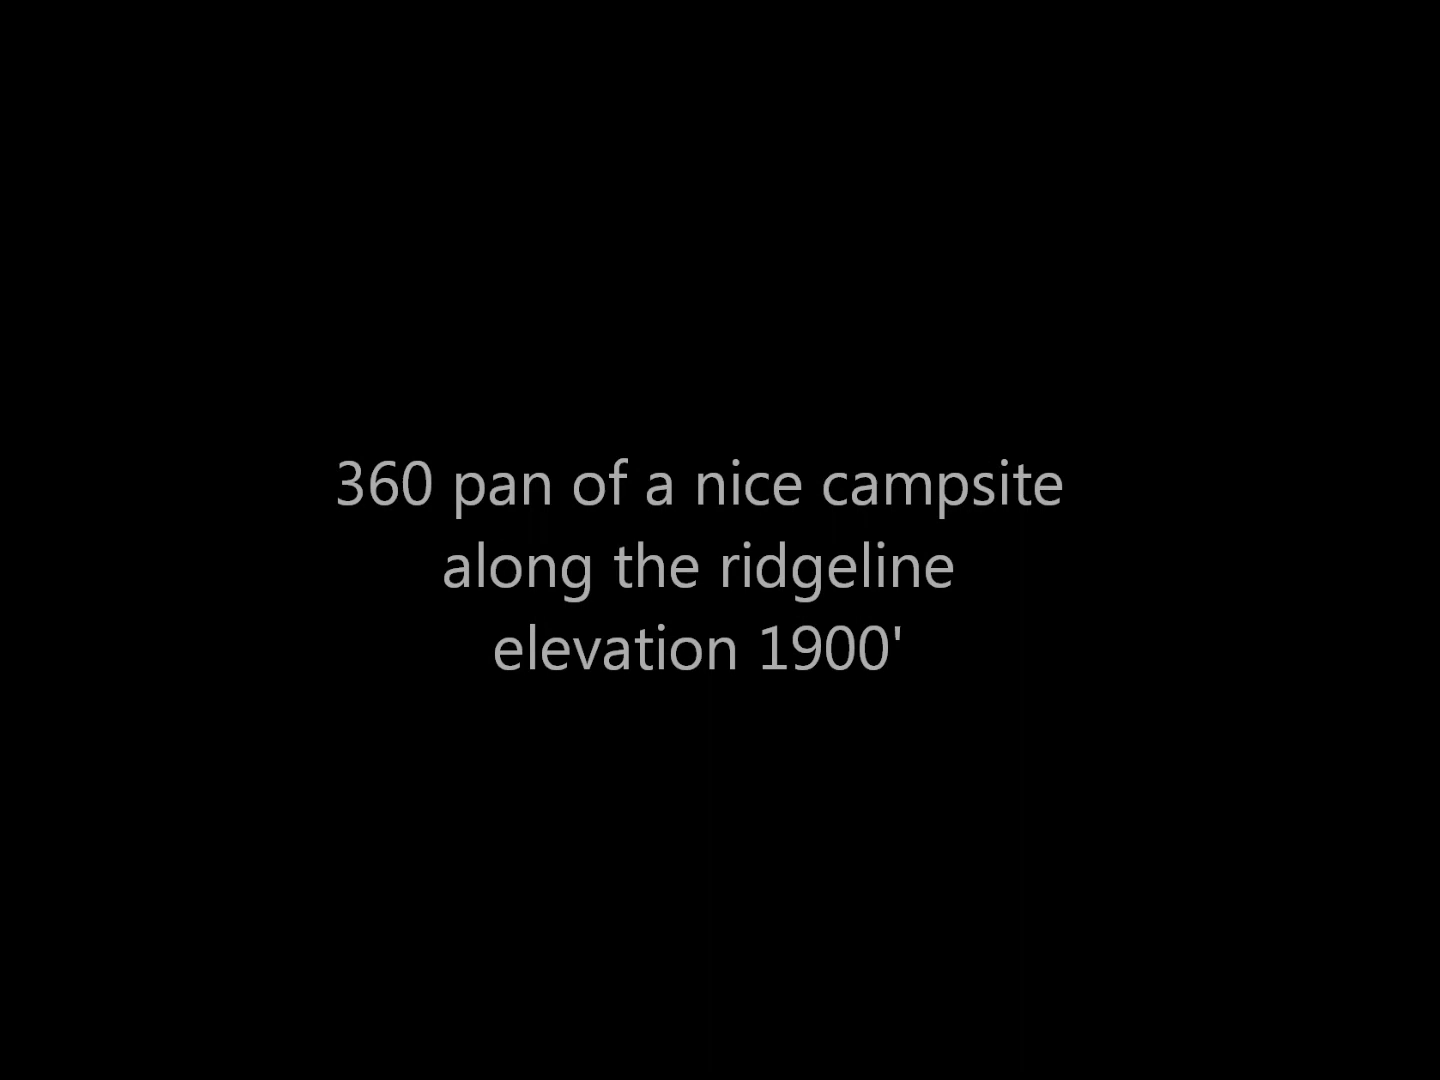 360 pan of a nice campsite
along the ridgeline
elevation 1900'